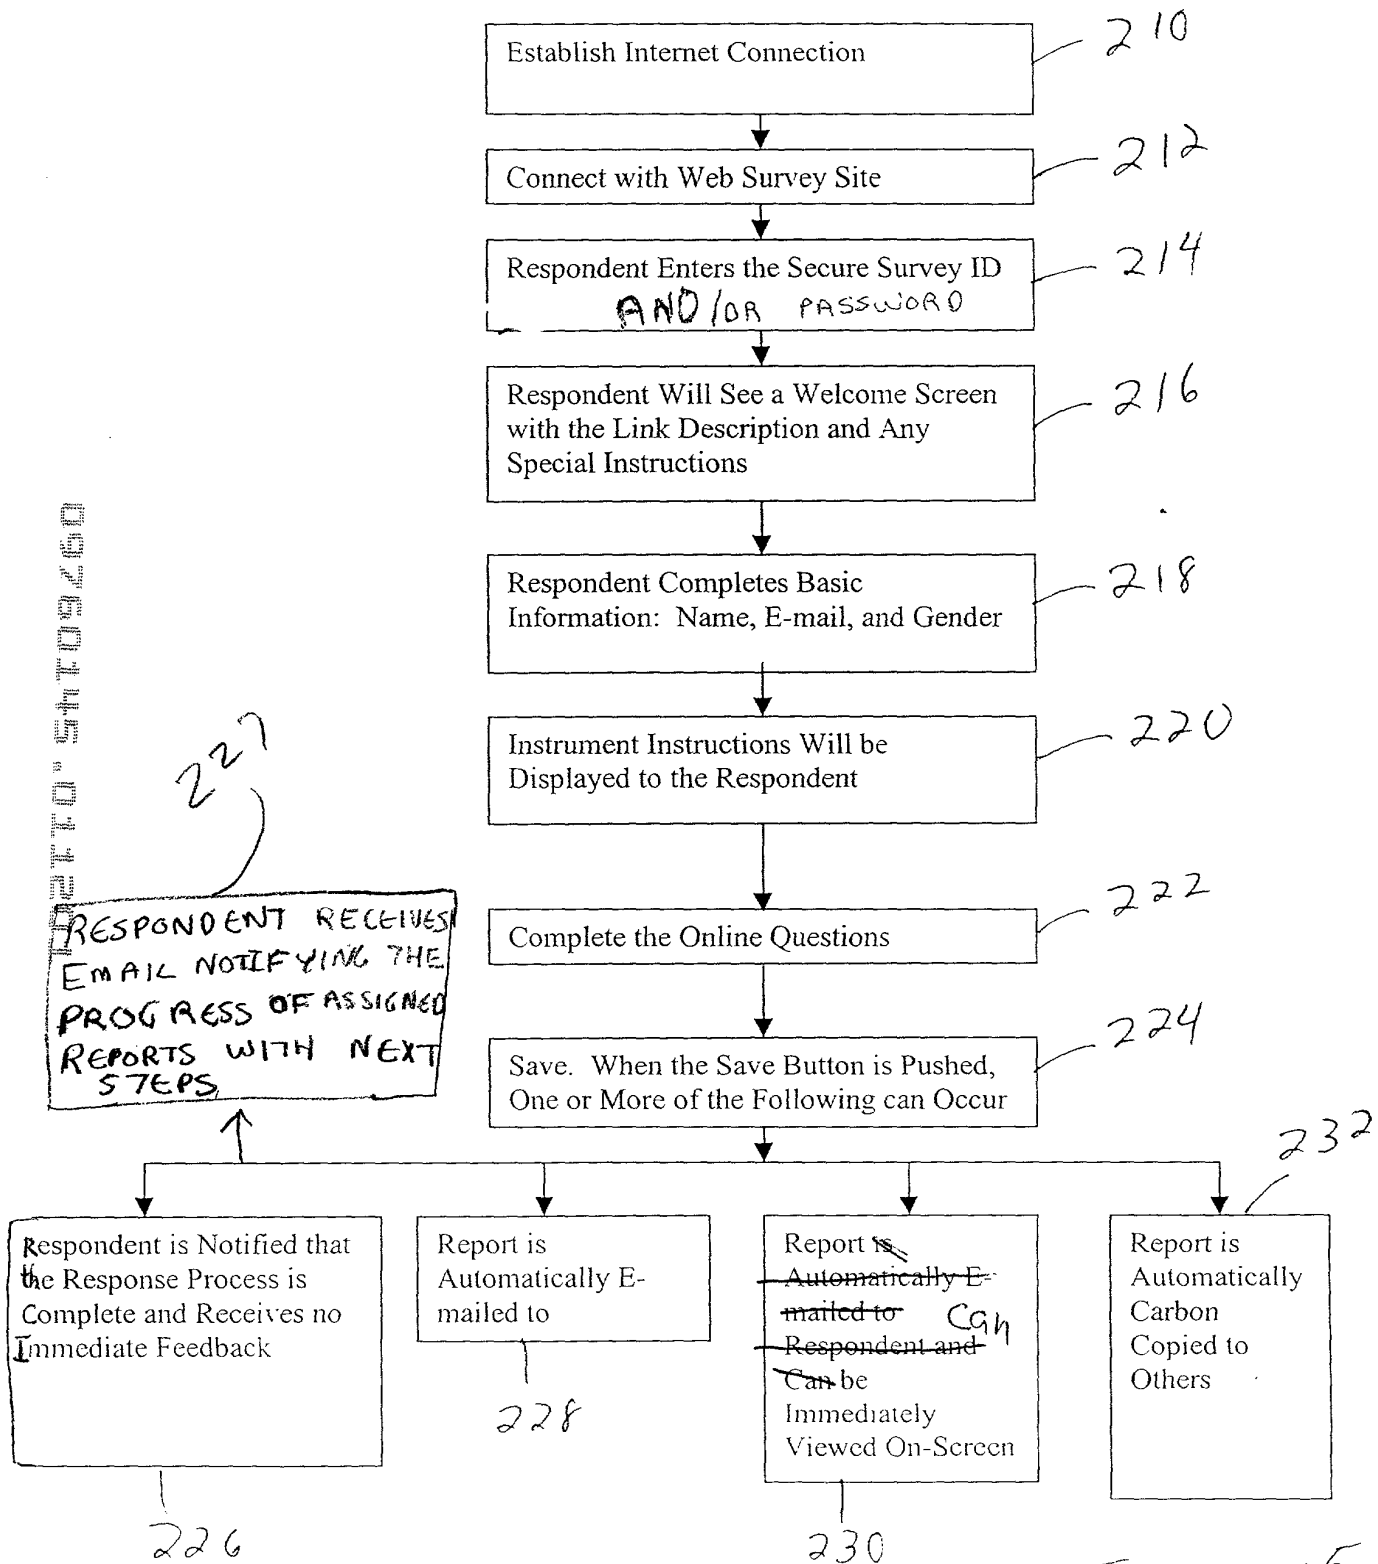 Establish Internet Connection
210
Connect with Web Survey Site
212
Respondent Enters the Secure Survey ID
AND/OR PASSWORD
214
Respondent Will See a Welcome Screen
with the Link Description and Any
Special Instructions
216
Respondent Completes Basic
Information: Name, E-mail, and Gender
218
Instrument Instructions Will be
Displayed to the Respondent
220
Complete the Online Questions
222
Save. When the Save Button is Pushed,
One or More of the Following can Occur
224
227
RESPONDENT RECEIVES
EMAIL NOTIFYING THE
PROGRESS OF ASSIGNED
REPORTS WITH NEXT
STEPS
Respondent is Notified that
the Response Process is
Complete and Receives no
Immediate Feedback
226
Report is
Automatically E-
mailed to
228
Report is
Automatically E-
mailed to Can
Respondent and
Can be
Immediately
Viewed On-Screen
230
Report is
Automatically
Carbon
Copied to
Others
232
09760145.011201